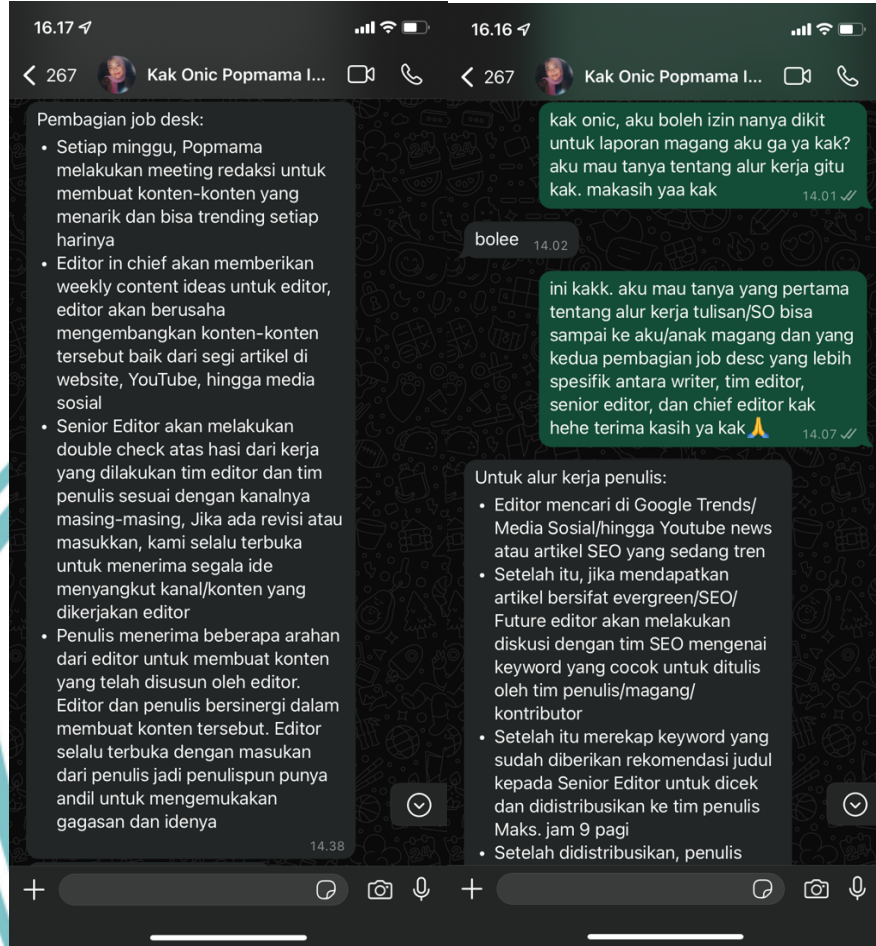 16.17
267
Kak Onic Popmama I...
Pembagian job desk:
• Setiap minggu, Popmama
melakukan meeting redaksi untuk
membuat konten-konten yang
menarik dan bisa trending setiap
harinya
• Editor in chief akan memberikan
weekly content ideas untuk editor,
editor akan berusaha
mengembangkan konten-konten
tersebut baik dari segi artikel di
website, YouTube, hingga media
sosial
• Senior Editor akan melakukan
double check atas hasi dari kerja
yang dilakukan tim editor dan tim
penulis sesuai dengan kanalnya
masing-masing, Jika ada revisi atau
masukkan, kami selalu terbuka
untuk menerima segala ide
menyangkut kanal/konten yang
dikerjakan editor
• Penulis menerima beberapa arahan
dari editor untuk membuat konten
yang telah disusun oleh editor.
Editor dan penulis bersinergi dalam
membuat konten tersebut. Editor
selalu terbuka dengan masukan
dari penulis jadi penulispun punya
andil untuk mengemukakan
gagasan dan idenya
14.38
16.16
267
Kak Onic Popmama I...
kak onic, aku boleh izin nanya dikit
untuk laporan magang aku ga ya kak?
aku mau tanya tentang alur kerja gitu
kak. makasih yaa kak
14.01
bolee
14.02
ini kakk. aku mau tanya yang pertama
tentang alur kerja tulisan/SO bisa
sampai ke aku/anak magang dan yang
kedua pembagian job desc yang lebih
spesifik antara writer, tim editor,
senior editor, dan chief editor kak
hehe terima kasih ya kak🙏
14.07
Untuk alur kerja penulis:
• Editor mencari di Google Trends/
Media Sosial/hingga Youtube news
atau artikel SEO yang sedang tren
• Setelah itu, jika mendapatkan
artikel bersifat evergreen/SEO/
Future editor akan melakukan
diskusi dengan tim SEO mengenai
keyword yang cocok untuk ditulis
oleh tim penulis/magang/
kontributor
• Setelah itu merekap keyword yang
sudah diberikan rekomendasi judul
kepada Senior Editor untuk dicek
dan didistribusikan ke tim penulis
Maks. jam 9 pagi
• Setelah didistribusikan, penulis